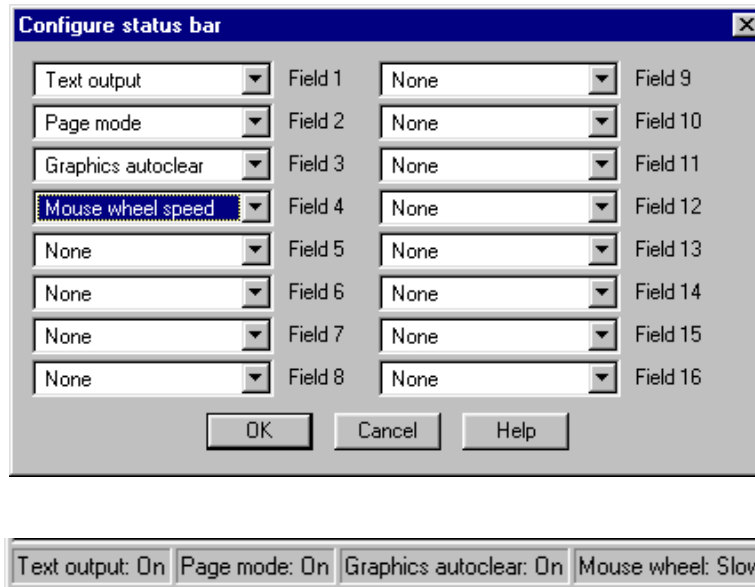 Configure status bar
Text output Field 1 None Field 9
Page mode Field 2 None Field 10
Graphics autoclear Field 3 None Field 11
Mouse wheel speed Field 4 None Field 12
None Field 5 None Field 13
None Field 6 None Field 14
None Field 7 None Field 15
None Field 8 None Field 16
OK Cancel Help
Text output: On Page mode: On Graphics autoclear: On Mouse wheel: Slow